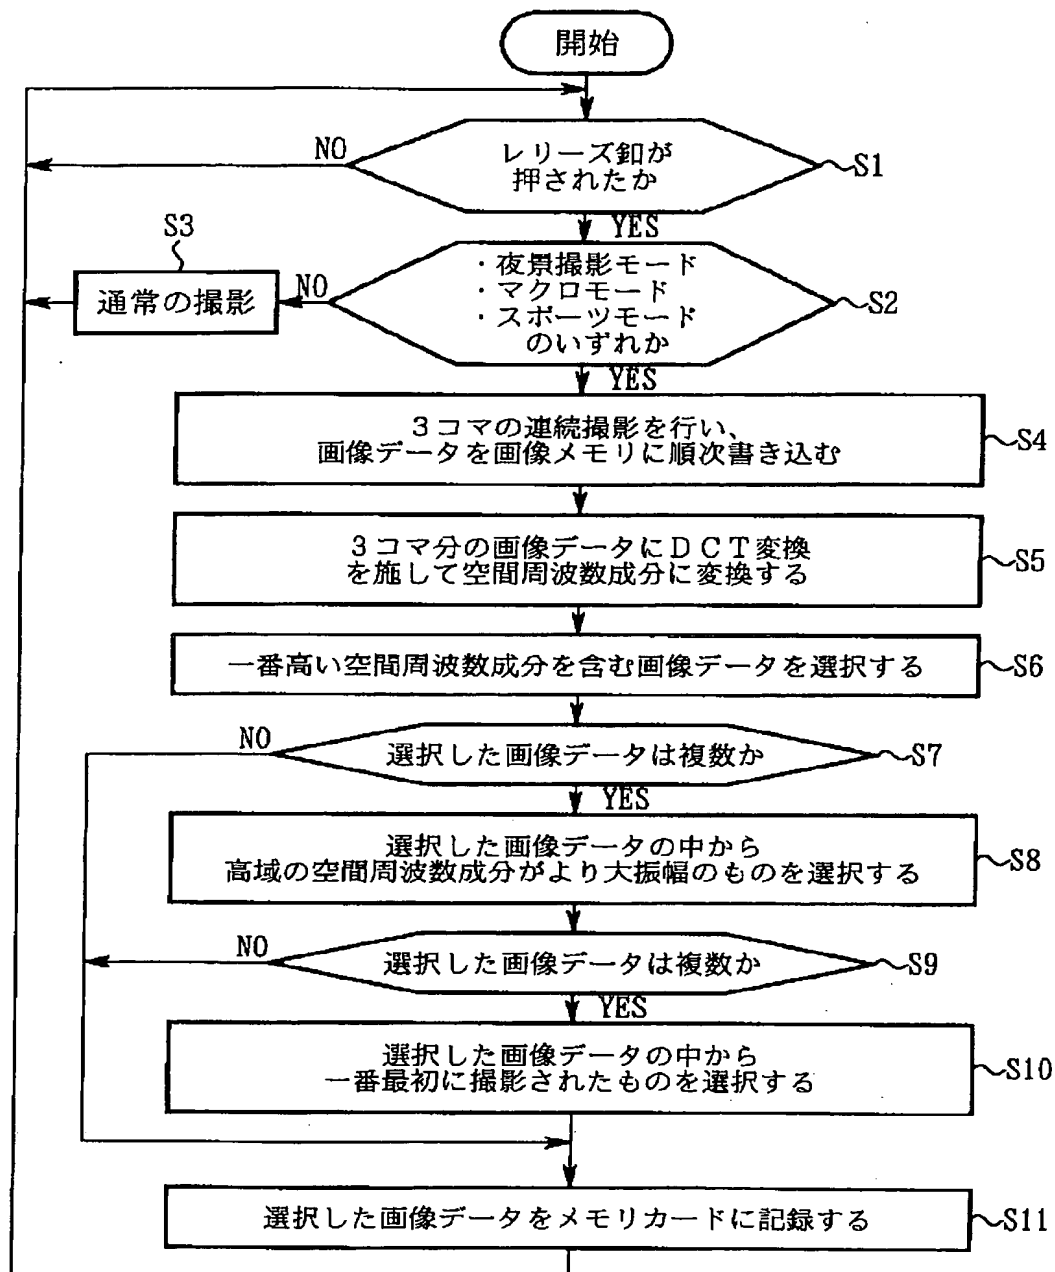 開始
NO
レリーズ釦が
押されたか
S1
YES
S3
通常の撮影
NO
・夜景撮影モード
・マクロモード
・スポーツモード
のいずれか
S2
YES
3コマの連続撮影を行い、
画像データを画像メモリに順次書き込む
S4
3コマ分の画像データにDCT変換
を施して空間周波数成分に変換する
S5
一番高い空間周波数成分を含む画像データを選択する
S6
NO
選択した画像データは複数か
S7
YES
選択した画像データの中から
高域の空間周波数成分がより大振幅のものを選択する
S8
NO
選択した画像データは複数か
S9
YES
選択した画像データの中から
一番最初に撮影されたものを選択する
S10
選択した画像データをメモリカードに記録する
S11